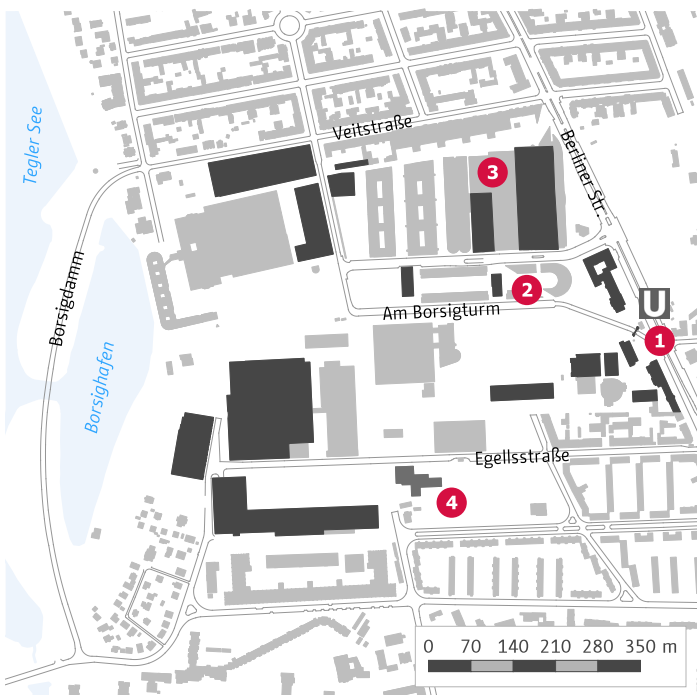 Tegler See
Veitstraße
Berliner Str.
3
Borsigdamm
2
U
Am Borsigturm
1
Borsighafen
Egellsstraße
4
0 70 140 210 280 350 m